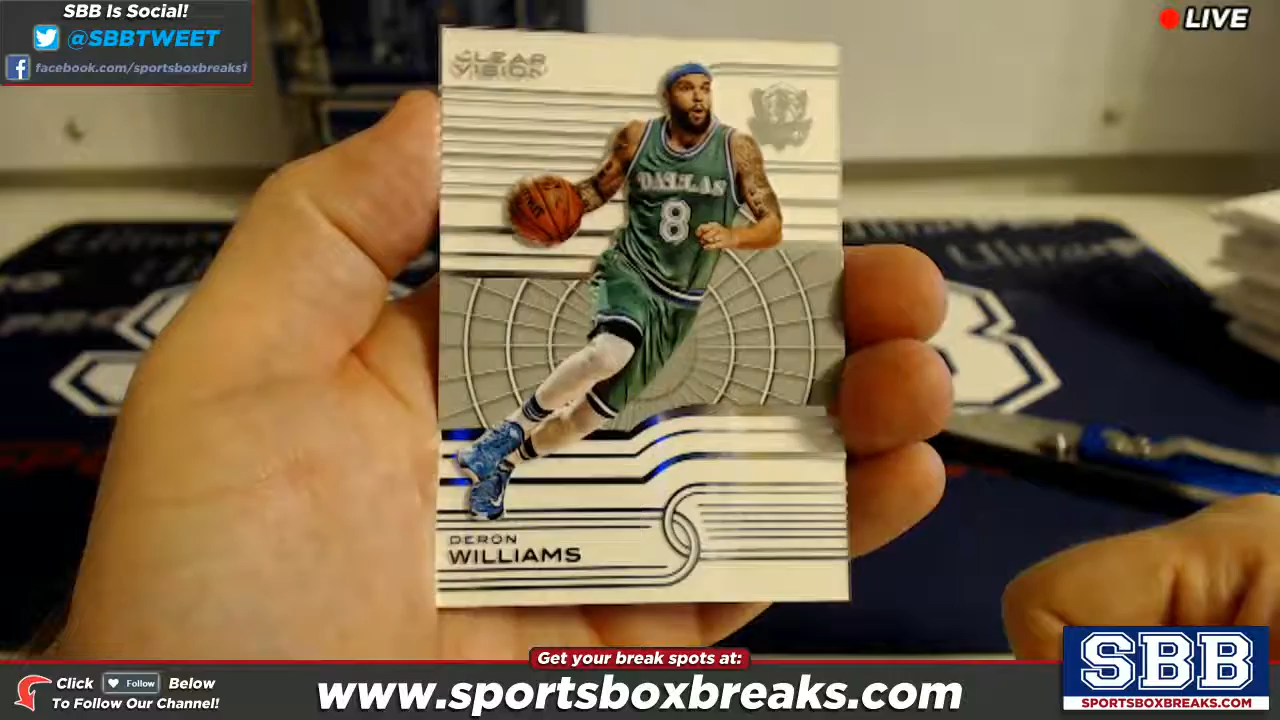 SBB Is Social!
@SBBTWEET
facebook.com/sportsboxbreaks1
LIVE
CLEAR
VISION
DALLAS
8
DERON
WILLIAMS
Get your break spots at:
Click Follow Below
To Follow Our Channel!
www.sportsboxbreaks.com
SBB
SPORTSBOXBREAKS.COM